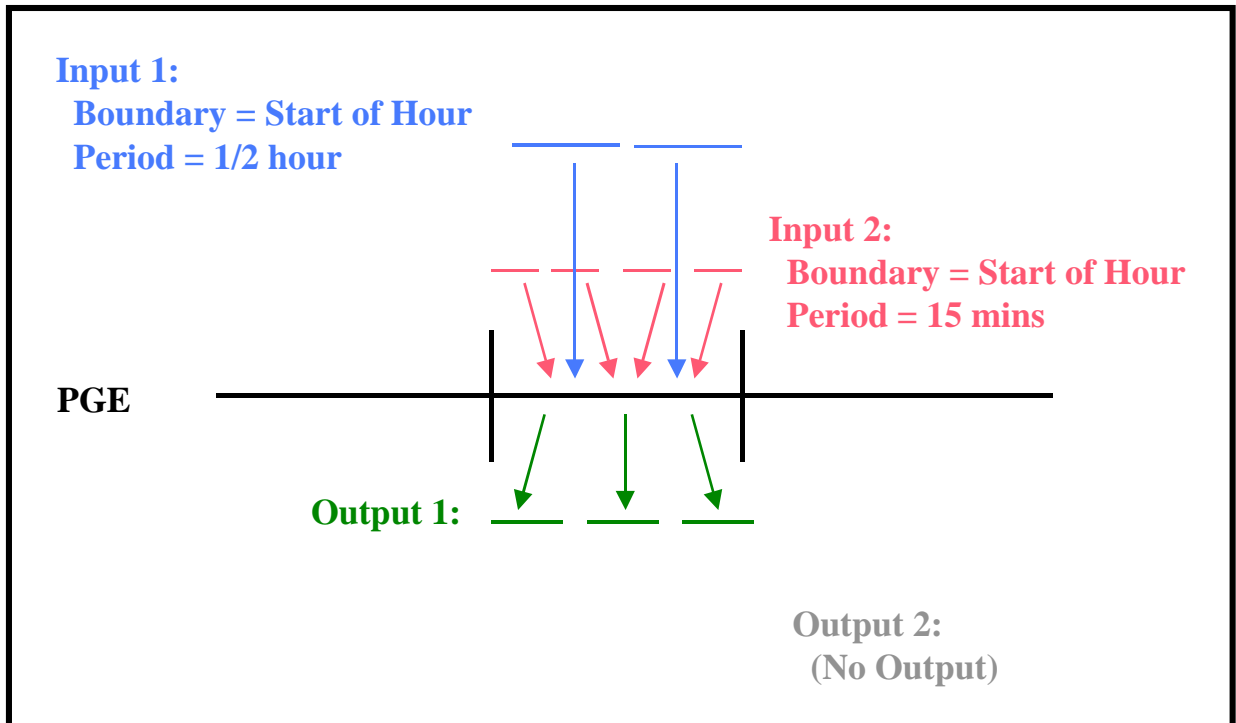 Input 1:
Boundary = Start of Hour
Period = 1/2 hour
Input 2:
Boundary = Start of Hour
Period = 15 mins
PGE
Output 1:
Output 2:
(No Output)